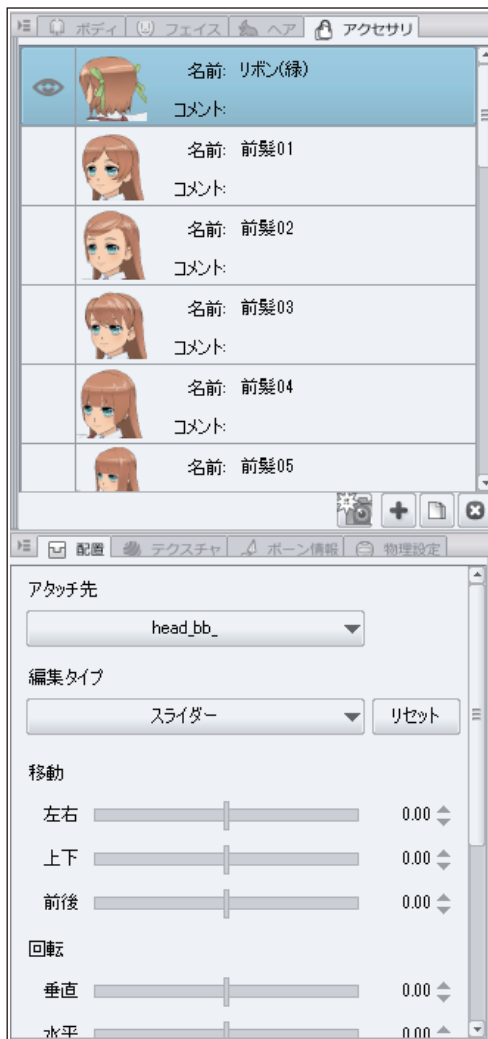 ボディ フェイス ヘア アクセサリ
名前: リボン(緑)
コメント:
名前: 前髪01
コメント:
名前: 前髪02
コメント:
名前: 前髪03
コメント:
名前: 前髪04
コメント:
名前: 前髪05
配置 テクスチャ ボーン情報 物理設定
アタッチ先
head_bb_
編集タイプ
スライダー リセット
移動
左右 0.00
上下 0.00
前後 0.00
回転
垂直 0.00
水平 0.00